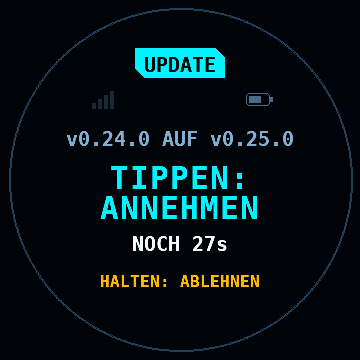 UPDATE
v0.24.0 AUF v0.25.0
TIPPEN:
ANNEHMEN
NOCH 27s
HALTEN: ABLEHNEN